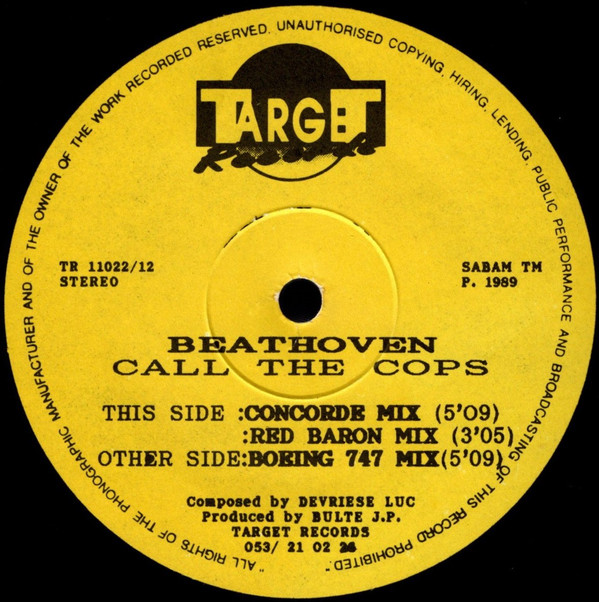 "ALL RIGHTS OF THE PHONOGRAPHIC MANUFACTURER AND OF THE OWNER OF THE WORK RECORDED RESERVED. UNAUTHORISED COPYING, HIRING, LENDING, PUBLIC PERFORMANCE AND BROADCASTING OF THIS RECORD PROHIBITED."
TARGET
Records
TR 11022/12
STEREO
SABAM TM
P. 1989
BEATHOVEN
CALL THE COPS
THIS SIDE :CONCORDE MIX (5'09)
:RED BARON MIX (3'05)
OTHER SIDE:BOEING 747 MIX(5'09)
Composed by DEVRIESE LUC
Produced by BULTE J.P.
TARGET RECORDS
053/ 21 02